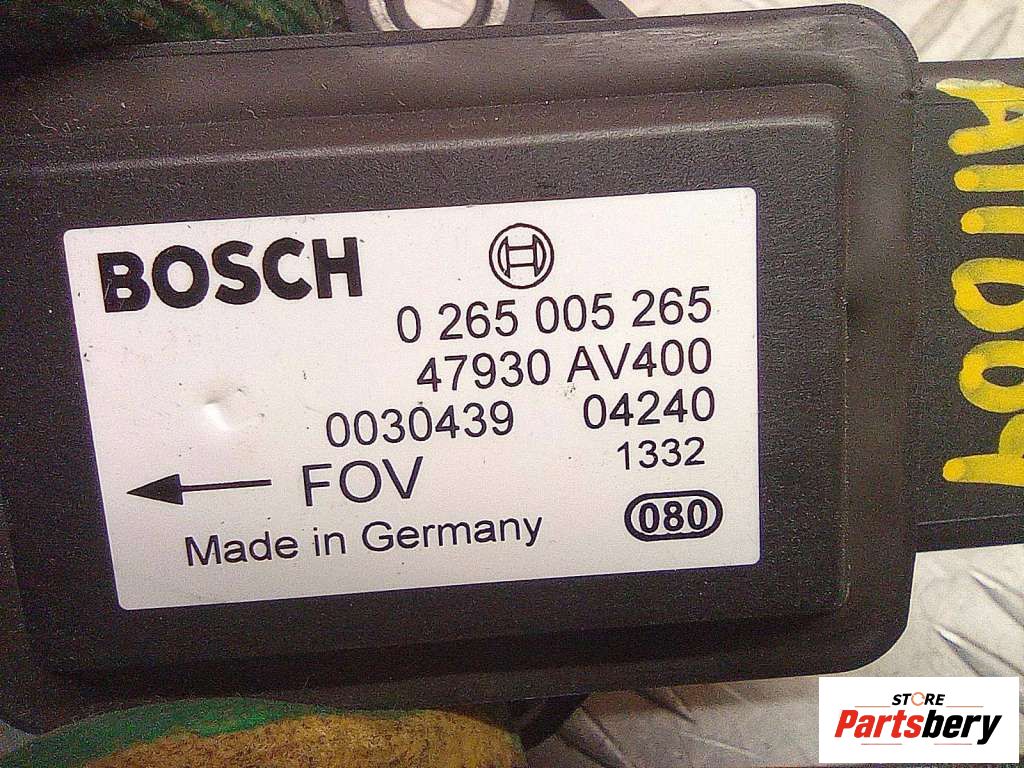 BOSCH
0 265 005 265
47930 AV400
0030439 04240
1332
FOV
Made in Germany
080
STORE
Partsbery